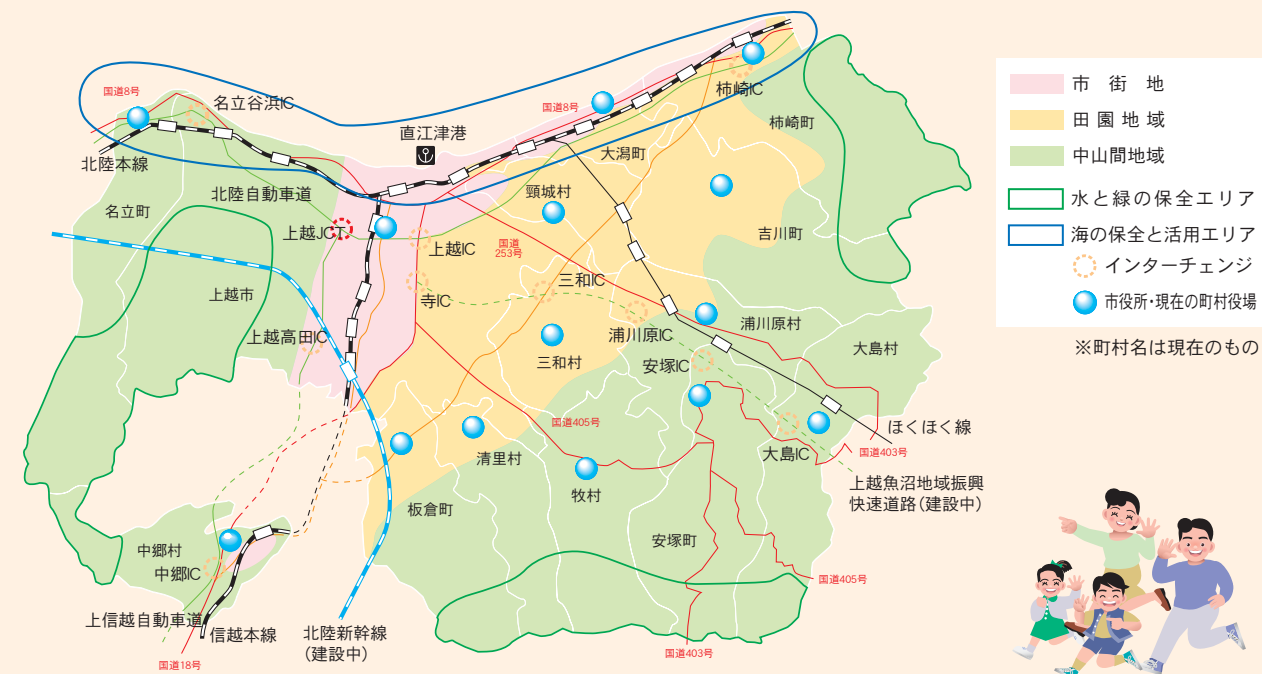 国道8号
名立谷浜IC
北陸本線
名立町
北陸自動車道
上越JCT
上越市
上越高田IC
直江津港
国道8号
柿崎IC
柿崎町
大潟町
頸城村
吉川町
上越IC
国道
253号
寺IC
三和IC
浦川原IC
三和村
浦川原村
大島村
安塚IC
ほくほく線
国道403号
大島IC
上越魚沼地域振興
快速道路(建設中)
国道405号
清里村
牧村
板倉町
安塚町
国道405号
国道403号
中郷村
中郷IC
上信越自動車道
信越本線
国道18号
北陸新幹線
(建設中)
市街地
田園地域
中山間地域
水と緑の保全エリア
海の保全と活用エリア
インターチェンジ
市役所・現在の町村役場
※町村名は現在のもの